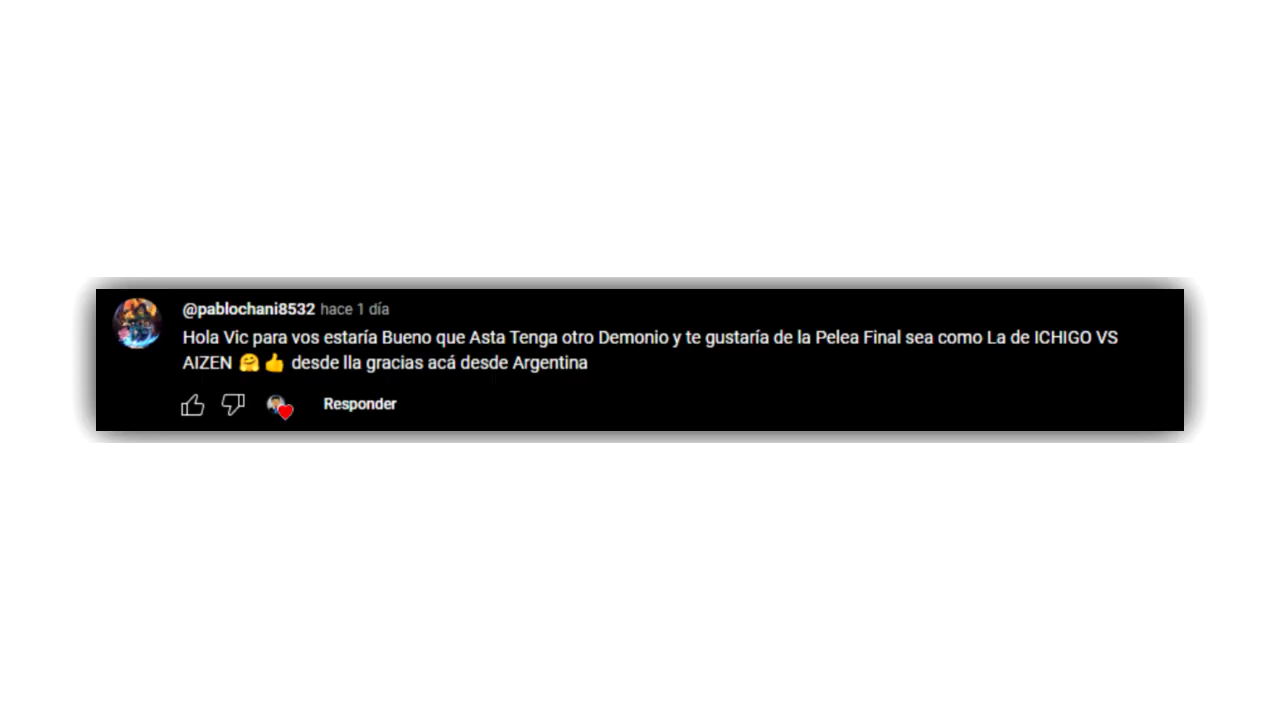 @pablochani8532 hace 1 día
Hola Vic para vos estaría Bueno que Asta Tenga otro Demonio y te gustaría de la Pelea Final sea como La de ICHIGO VS
AIZEN 🤗 👍 desde lla gracias acá desde Argentina
Responder